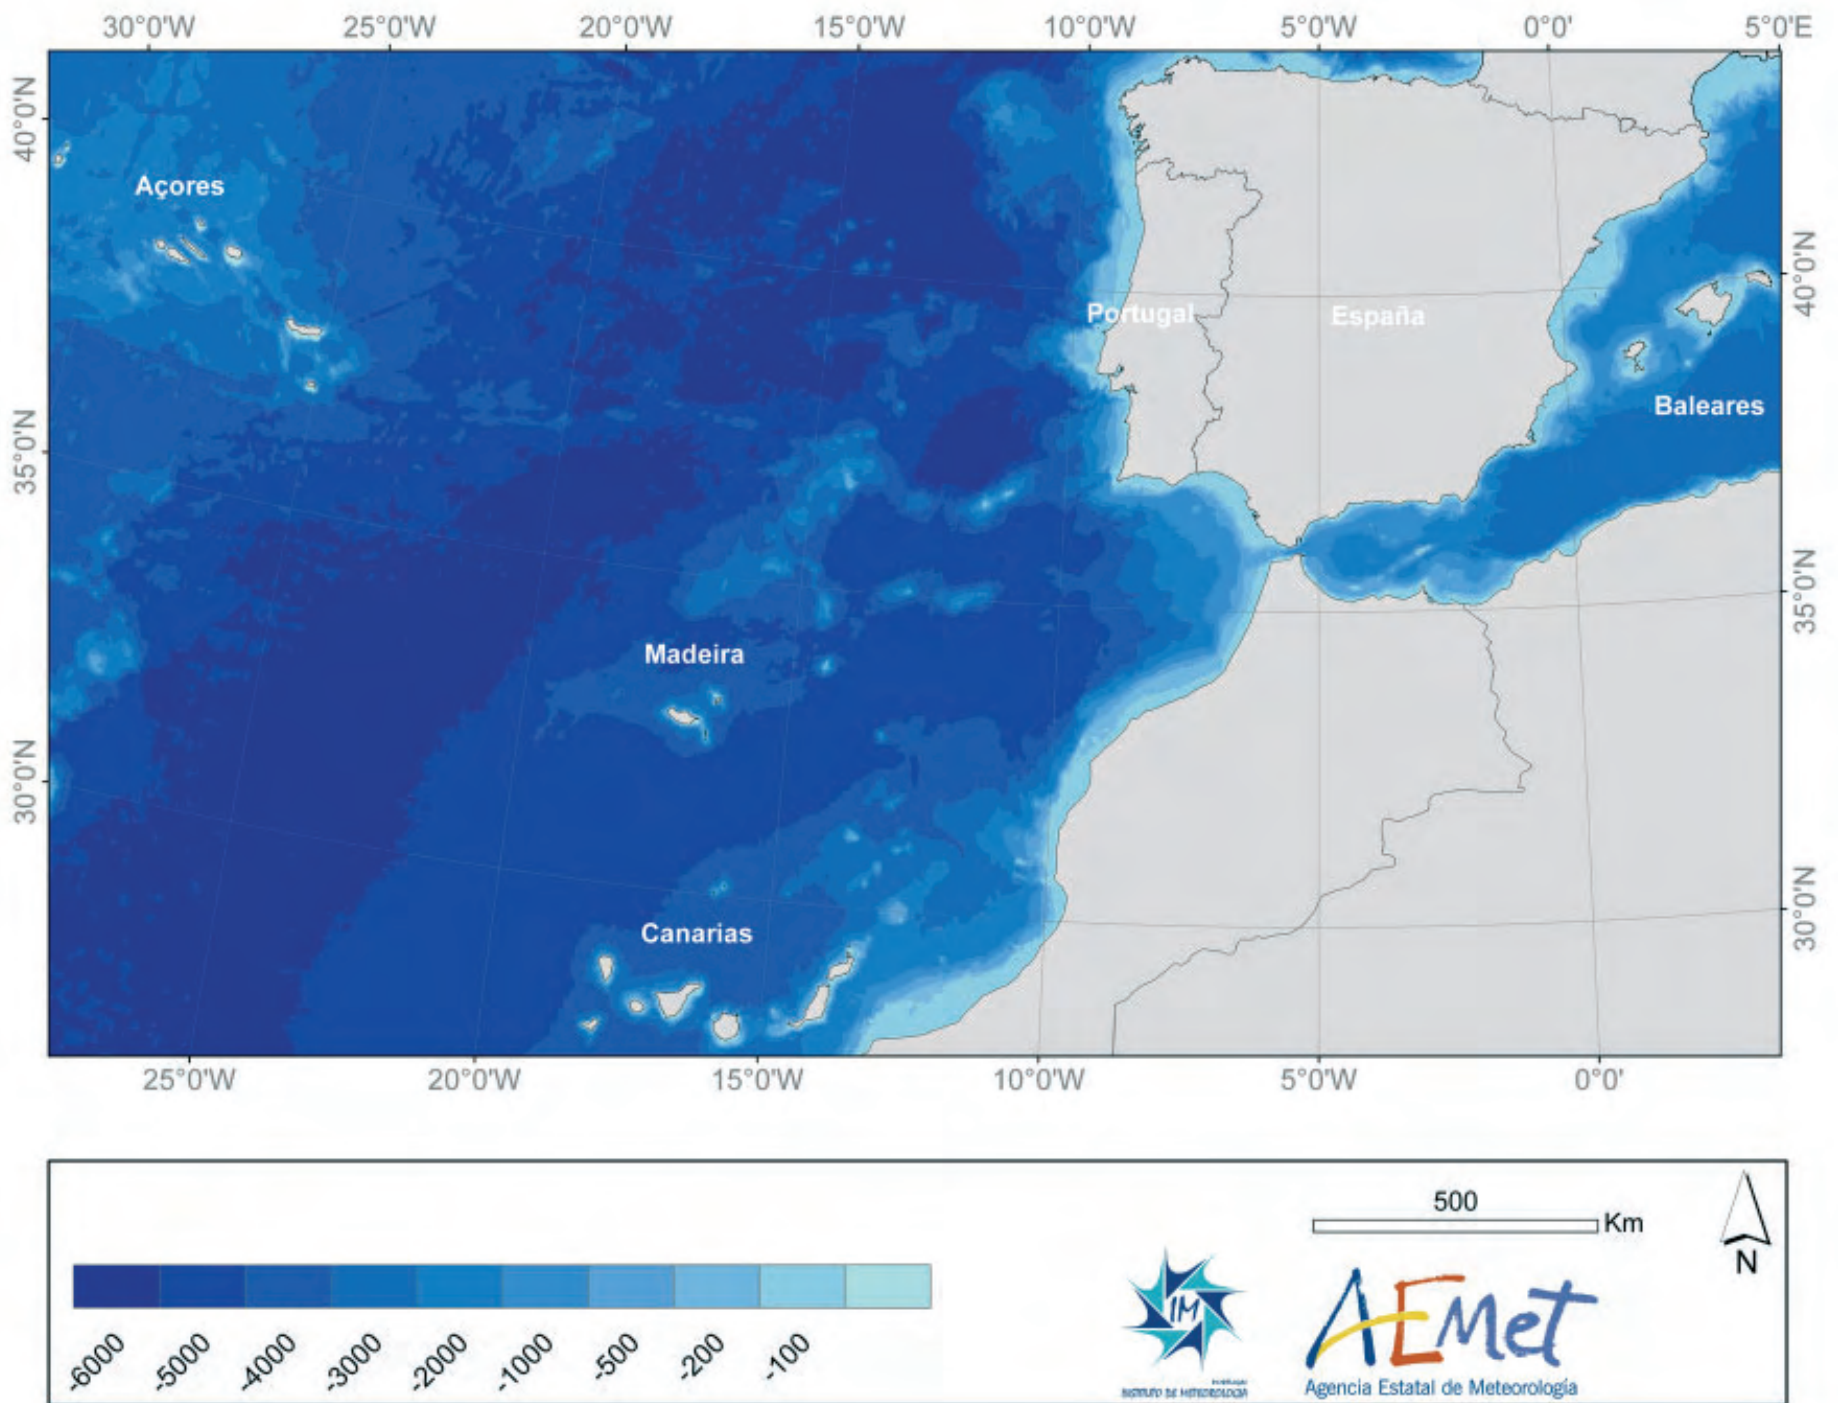 30°0'W 25°0'W 20°0'W 15°0'W 10°0'W 5°0'W 0°0' 5°0'E
40°0'N
Açores
40°0'N
Portugal
España
Baleares
35°0'N
35°0'N
Madeira
30°0'N
30°0'N
Canarias
25°0'W 20°0'W 15°0'W 10°0'W 5°0'W 0°0'
500
Km
N
-6000 -5000 -4000 -3000 -2000 -1000 -500 -200 -100
IM
INSTITUTO DE METEOROLOGIA
AEMet
Agencia Estatal de Meteorología